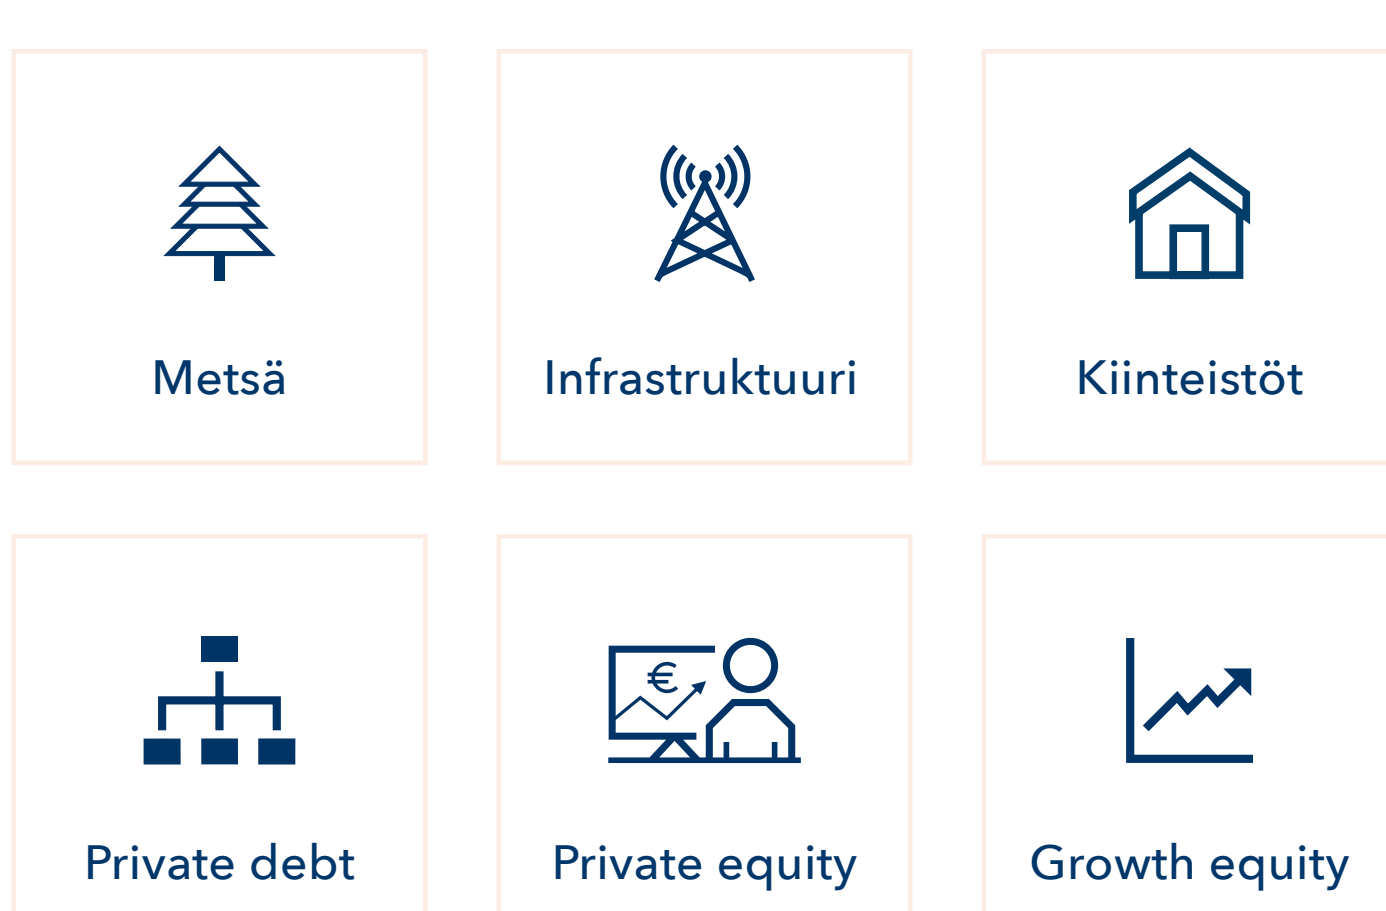 Metsä
Infrastruktuuri
Kiinteistöt
€
Private debt
Private equity
Growth equity